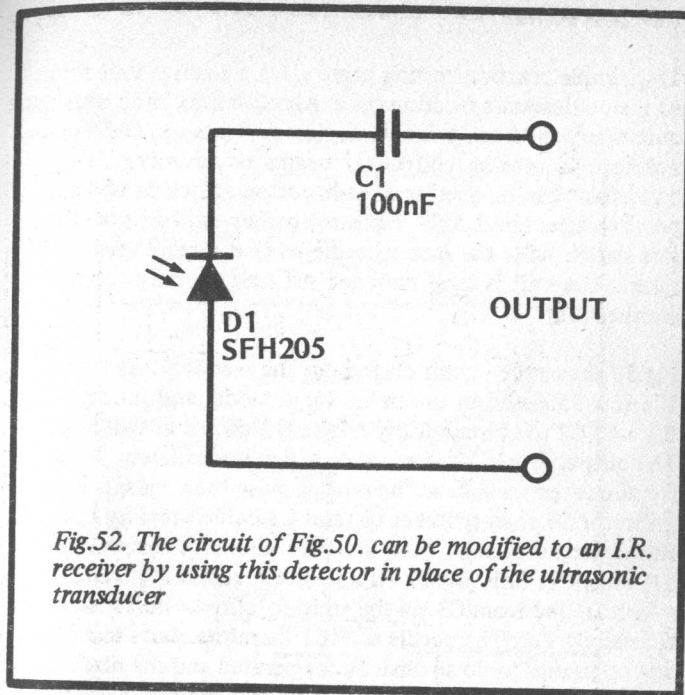 C1
100nF
D1
SFH205
OUTPUT
Fig.52. The circuit of Fig.50. can be modified to an I.R.
receiver by using this detector in place of the ultrasonic
transducer